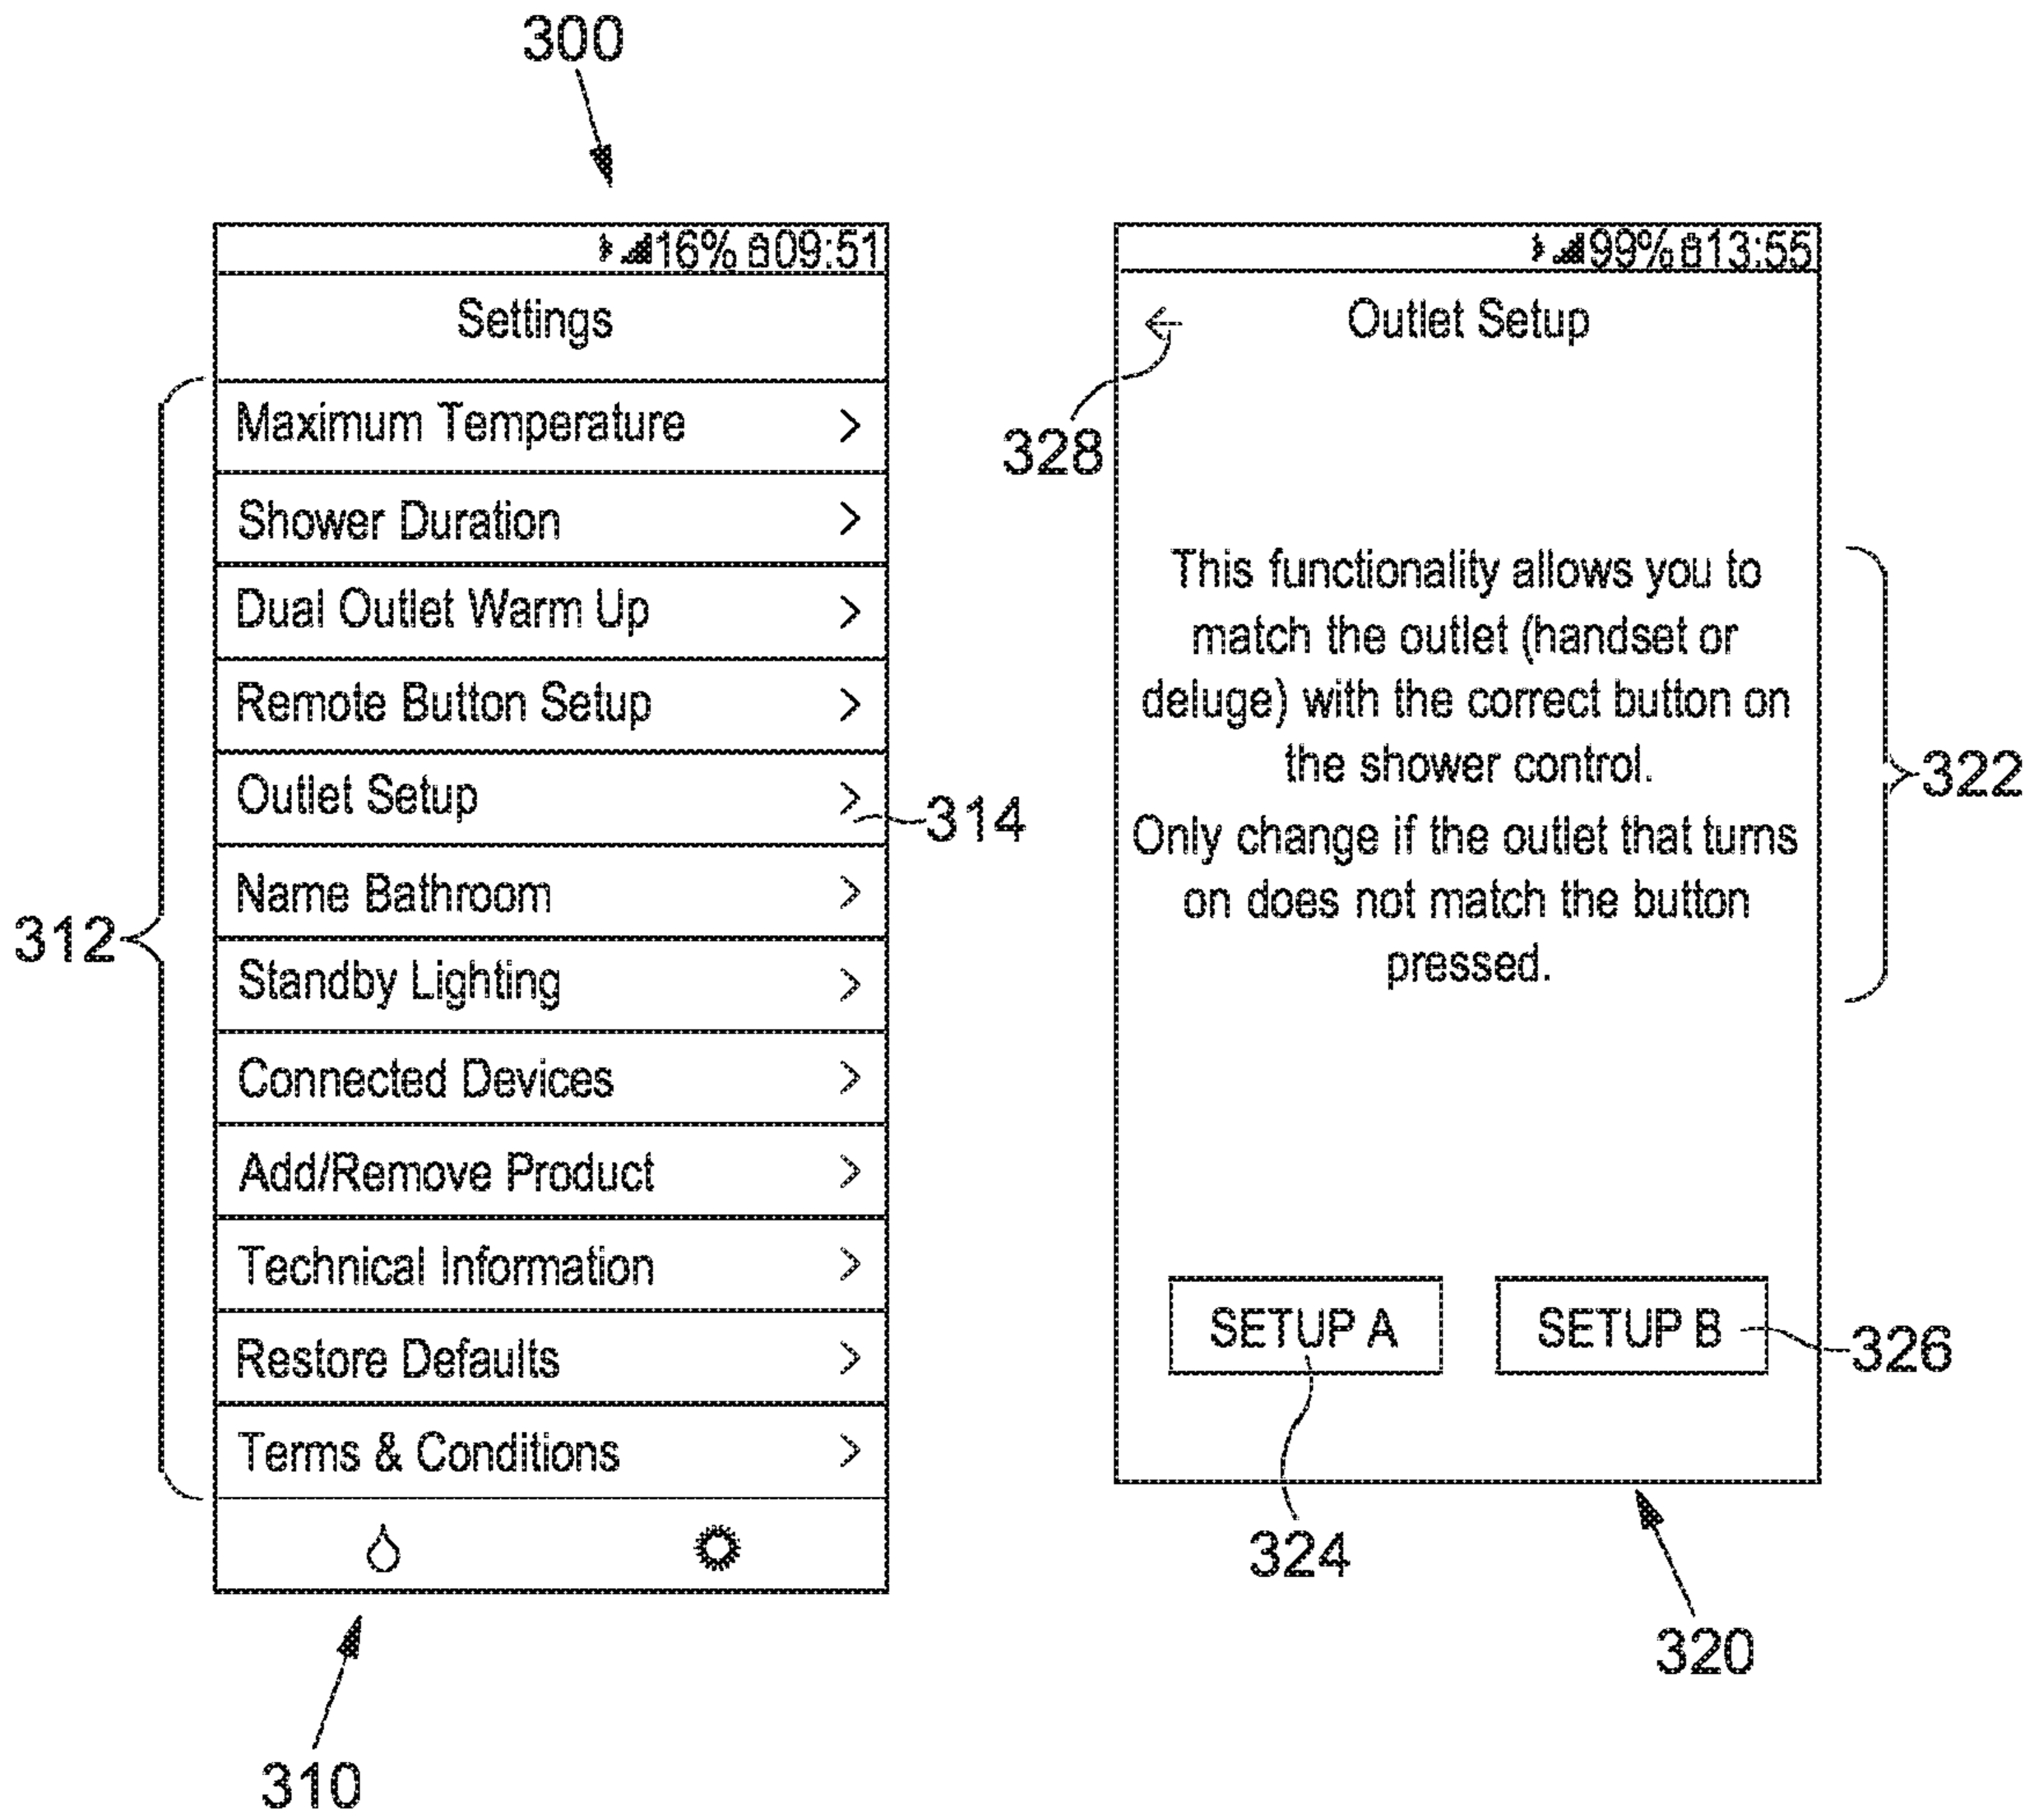 300
16% 09:51
Settings
Maximum Temperature >
Shower Duration >
Dual Outlet Warm Up >
Remote Button Setup >
Outlet Setup >
314
Name Bathroom >
Standby Lighting >
Connected Devices >
Add/Remove Product >
Technical Information >
Restore Defaults >
Terms & Conditions >
312
310
99% 13:55
Outlet Setup
328
This functionality allows you to
match the outlet (handset or
deluge) with the correct button on
the shower control.
Only change if the outlet that turns
on does not match the button
pressed.
322
SETUP A
SETUP B
326
324
320